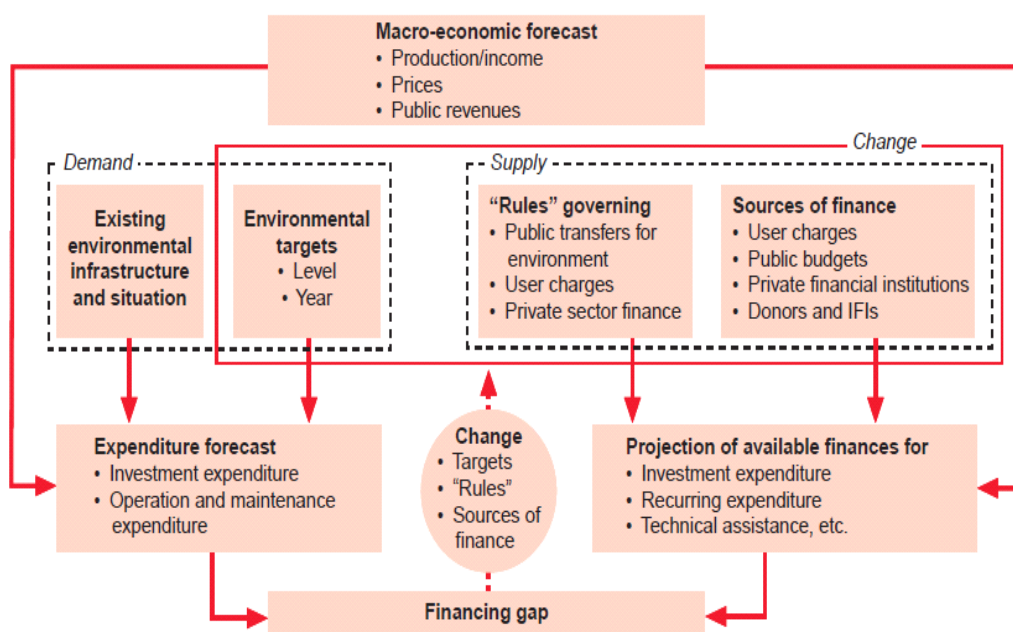 Macro-economic forecast
• Production/income
• Prices
• Public revenues
Change
Demand
Supply
Existing
environmental
infrastructure
and situation
Environmental
targets
• Level
• Year
“Rules” governing
• Public transfers for
environment
• User charges
• Private sector finance
Sources of finance
• User charges
• Public budgets
• Private financial institutions
• Donors and IFIs
Expenditure forecast
• Investment expenditure
• Operation and maintenance
expenditure
Change
• Targets
• “Rules”
• Sources of
finance
Projection of available finances for
• Investment expenditure
• Recurring expenditure
• Technical assistance, etc.
Financing gap